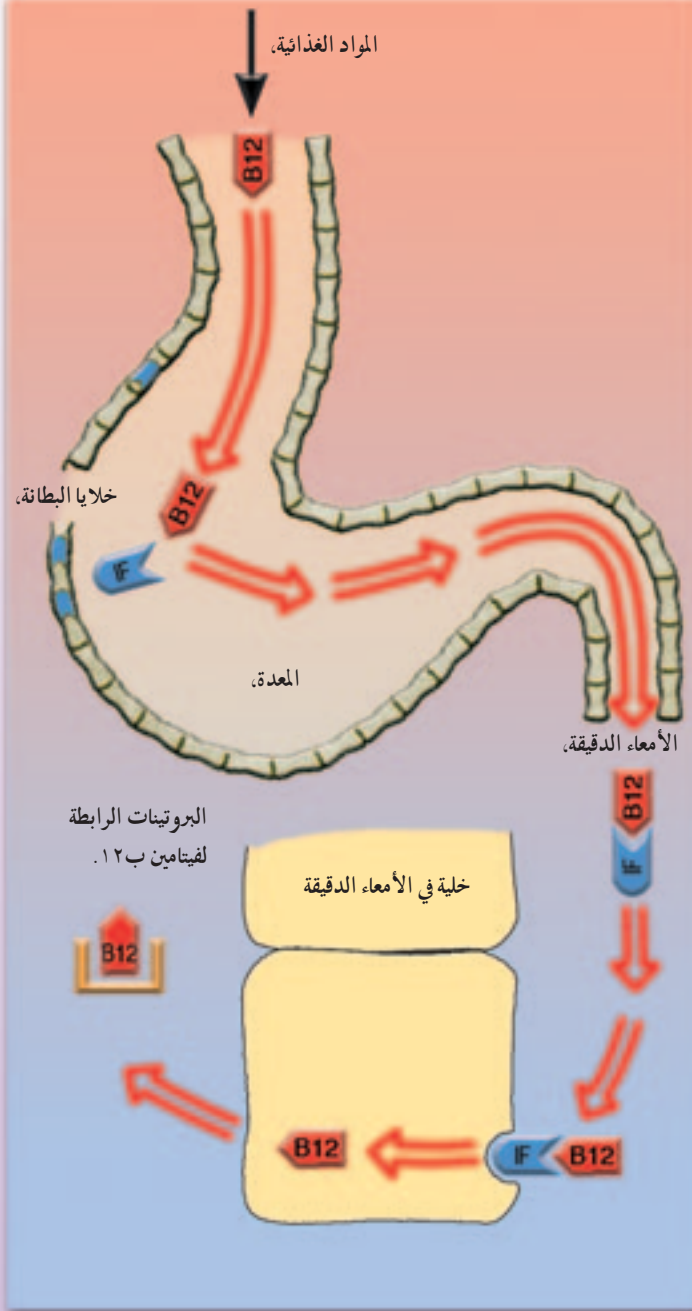 المواد الغذائية،
B12
B12
خلايا البطانة،
IF
المعدة،
الأمعاء الدقيقة،
B12
IF
البروتينات الرابطة
لفيتامين ب١٢.
خلية في الأمعاء الدقيقة
B12
B12
IF
B12